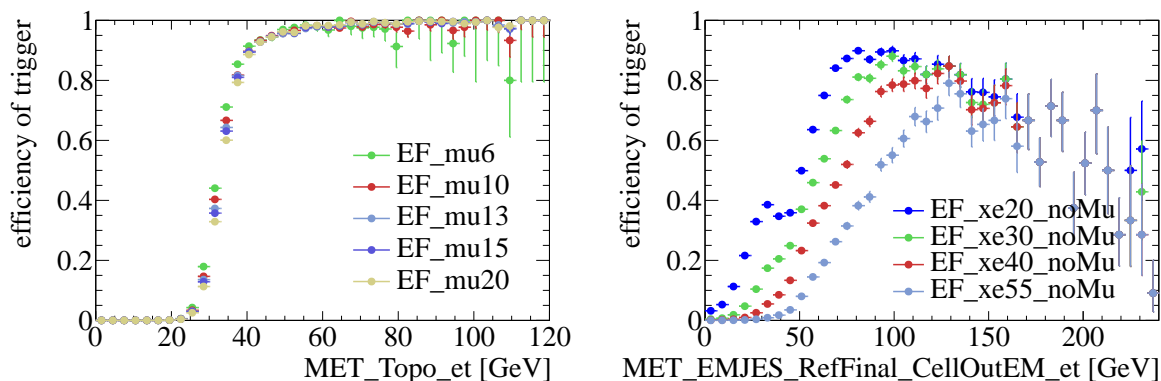 efficiency of trigger
1
0.8
0.6
0.4
0.2
0
EF_mu6
EF_mu10
EF_mu13
EF_mu15
EF_mu20
0 20 40 60 80 100 120
MET_Topo_et [GeV]
efficiency of trigger
1
0.8
0.6
0.4
0.2
0
EF_xe20_noMu
EF_xe30_noMu
EF_xe40_noMu
EF_xe55_noMu
0 50 100 150 200
MET_EMJES_RefFinal_CellOutEM_et [GeV]